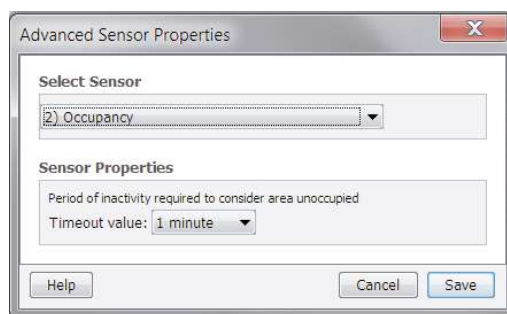 Advanced Sensor Properties
Select Sensor
2) Occupancy
Sensor Properties
Period of inactivity required to consider area unoccupied
Timeout value: 1 minute
Help Cancel Save